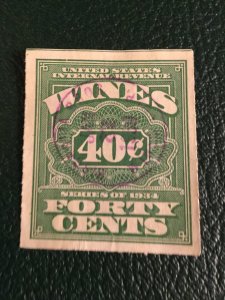 UNITED STATES
INTERNAL REVENUE
WINES
40¢
SERIES OF 1934
FORTY
CENTS